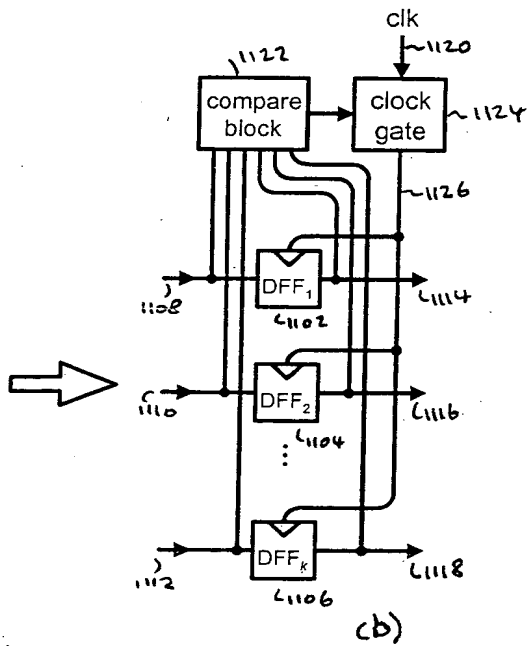 clk
1120
1122
compare
block
clock
gate
1124
1126
DFF1
1108
1102
1114
DFF2
1110
1104
1116
⋮
DFFk
1112
1106
1118
(b)